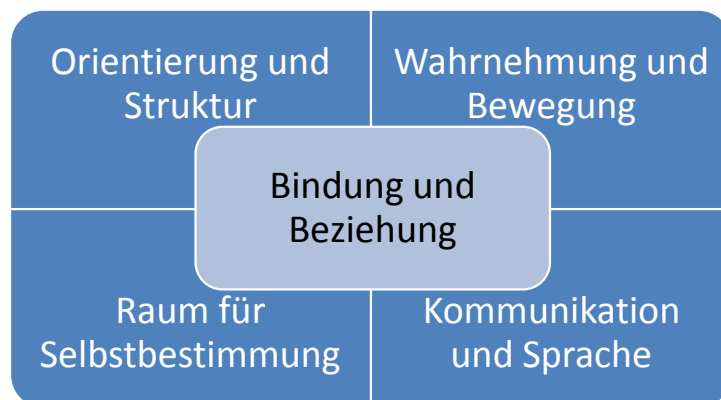 Orientierung und
Struktur
Wahrnehmung und
Bewegung
Bindung und
Beziehung
Raum für
Selbstbestimmung
Kommunikation
und Sprache